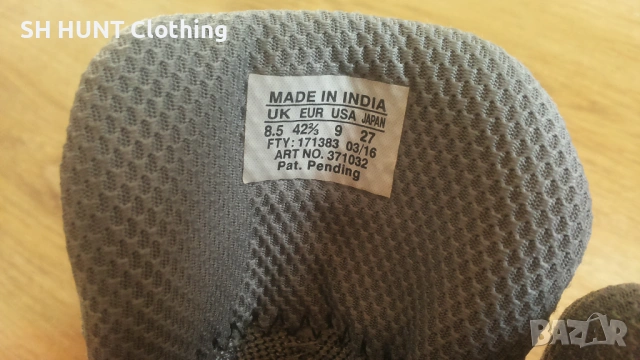 SH HUNT Clothing
MADE IN INDIA
UK EUR USA JAPAN
8.5 42⅔ 9 27
FTY: 171383 03/16
ART NO. 371032
Pat. Pending
BAZAR